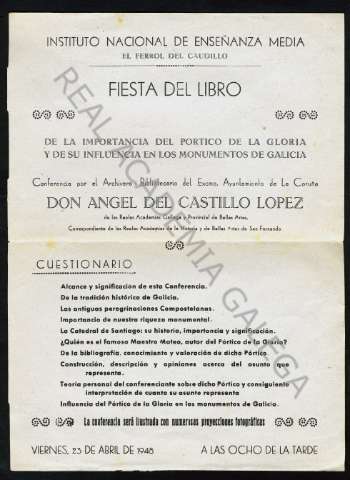 INSTITUTO NACIONAL DE ENSEÑANZA MEDIA
EL FERROL DEL CAUDILLO
FIESTA DEL LIBRO
DE LA IMPORTANCIA DEL PORTICO DE LA GLORIA
Y DE SU INFLUENCIA EN LOS MONUMENTOS DE GALICIA
Conferencia por el Archivero Bibliotecario del Excmo. Ayuntamiento de La Coruña
DON ANGEL DEL CASTILLO LOPEZ
de las Reales Academias Gallega y Provincial de Bellas Artes,
Correspondiente de las Reales Academias de la Historia y de Bellas Artes de San Fernando
CUESTIONARIO
Alcance y significación de esta Conferencia.
De la tradición histórica de Galicia.
Las antiguas peregrinaciones Compostelanas.
Importancia de nuestra riqueza monumental.
La Catedral de Santiago: su historia, importancia y significación.
¿Quién es el famoso Maestro Mateo, autor del Pórtico de la Gloria?
De la bibliografía, conocimiento y valoración de dicho Pórtico.
Construcción, descripción y opiniones acerca del asunto que
representa.
Teoría personal del conferenciante sobre dicho Pórtico y consiguiente
interpretación de cuanto su asunto representa
Influencia del Pórtico de la Gloria en los monumentos de Galicia.
La conferencia será ilustrada con numerosas proyecciones fotográficas
VIERNES, 23 DE ABRIL DE 1948 A LAS OCHO DE LA TARDE
REAL ACADEMIA GALEGA